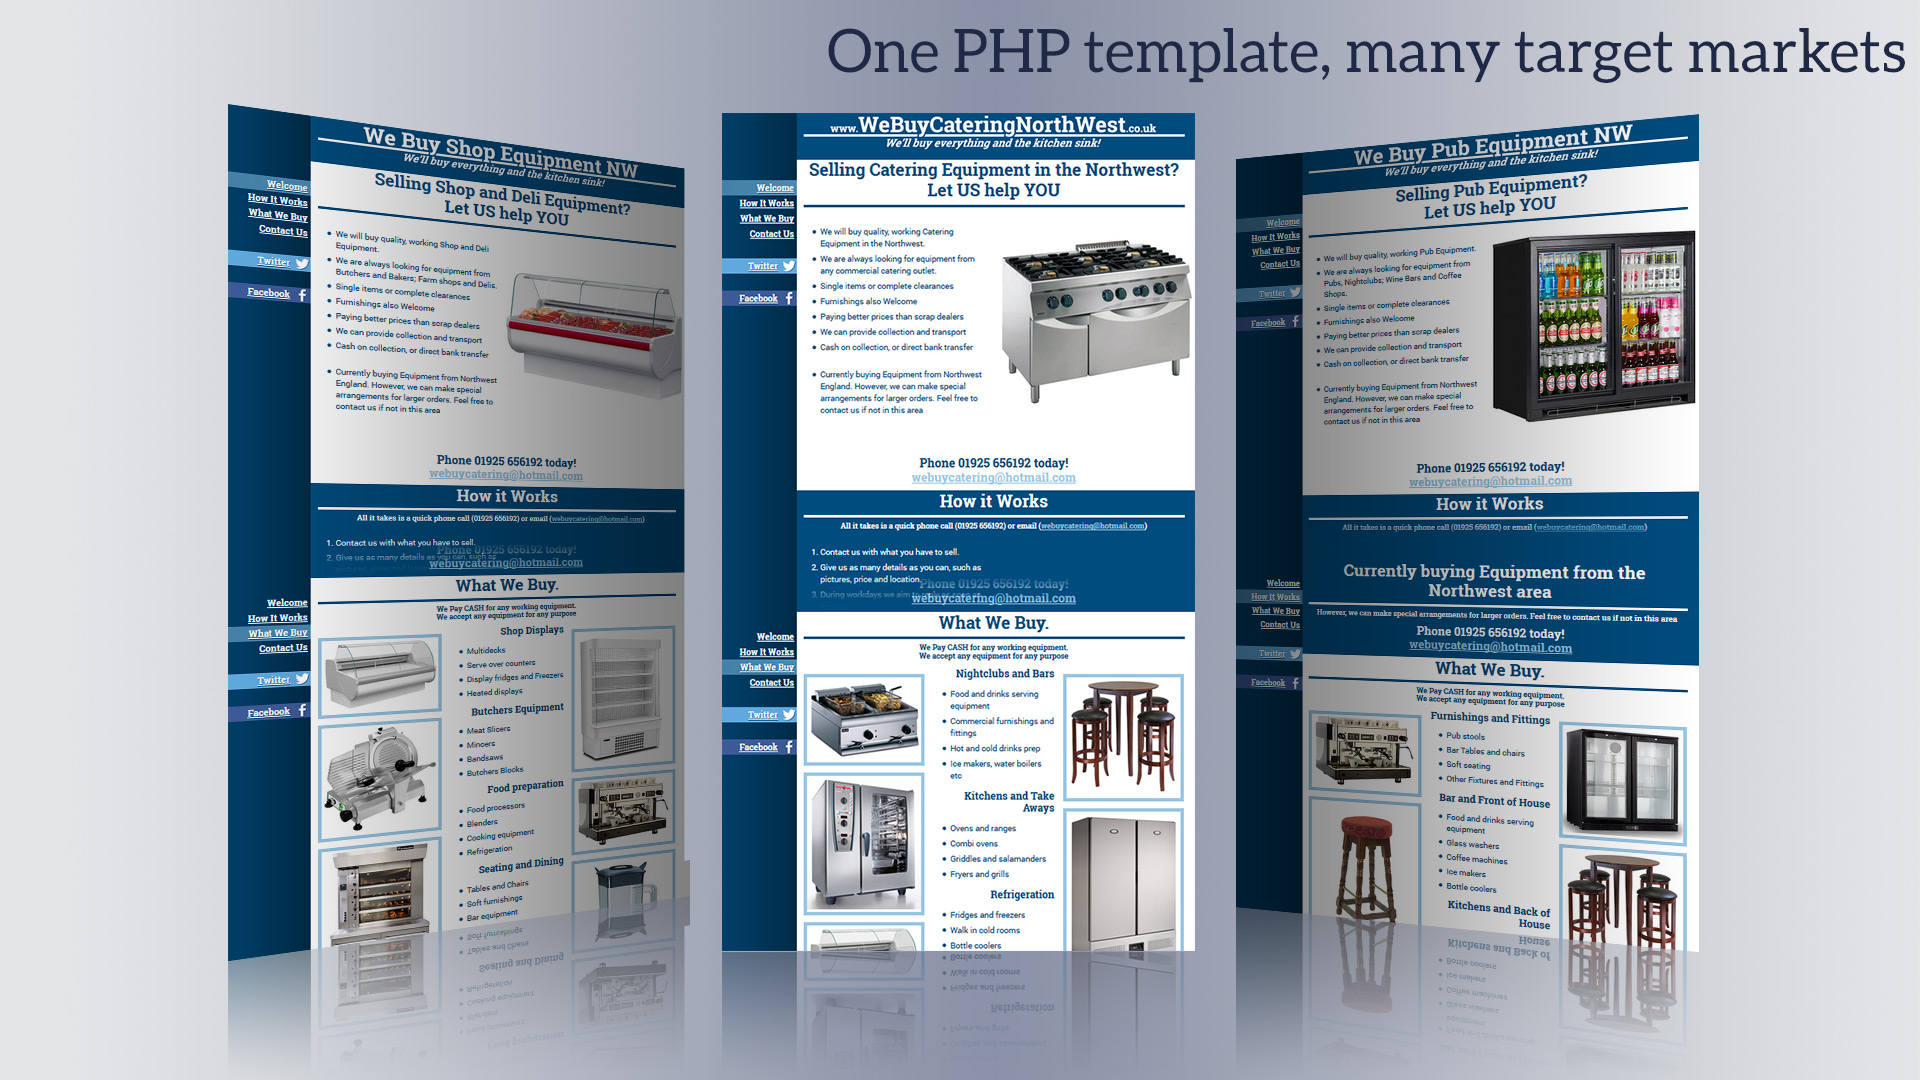 One PHP template, many target markets
We Buy Shop Equipment NW
We'll buy everything and the kitchen sink!
Welcome
How It Works
What We Buy
Contact Us
Twitter
Facebook
Selling Shop and Deli Equipment?
Let US help YOU
• We will buy quality, working Shop and Deli
Equipment.
• We are always looking for equipment from
Butchers and Bakers; Farm shops and Delis.
• Single items or complete clearances
• Furnishings also Welcome
• Paying better prices than scrap dealers
• We can provide collection and transport
• Cash on collection, or direct bank transfer
• Currently buying Equipment from Northwest
England. However, we can make special
arrangements for larger orders. Feel free to
contact us if not in this area
Phone 01925 656192 today!
webuycatering@hotmail.com
How it Works
All it takes is a quick phone call (01925 656192) or email (webuycatering@hotmail.com)
1. Contact us with what you have to sell.
2. Give us as many details as you can, such as
Phone 01925 656192 today!
webuycatering@hotmail.com
Welcome
How It Works
What We Buy
Contact Us
Twitter
Facebook
What We Buy.
We Pay CASH for any working equipment.
We accept any equipment for any purpose
Shop Displays
• Multidecks
• Serve over counters
• Display fridges and Freezers
• Heated displays
Butchers Equipment
• Meat Slicers
• Mincers
• Bandsaws
• Butchers Blocks
Food preparation
• Food processors
• Blenders
• Cooking equipment
• Refrigeration
Seating and Dining
• Tables and Chairs
• Soft furnishings
• Bar equipment
www.WeBuyCateringNorthWest.co.uk
We'll buy everything and the kitchen sink!
Welcome
How It Works
What We Buy
Contact Us
Twitter
Facebook
Selling Catering Equipment in the Northwest?
Let US help YOU
• We will buy quality, working Catering
Equipment in the Northwest.
• We are always looking for equipment from
any commercial catering outlet.
• Single items or complete clearances
• Furnishings also Welcome
• Paying better prices than scrap dealers
• We can provide collection and transport
• Cash on collection, or direct bank transfer
• Currently buying Equipment from Northwest
England. However, we can make special
arrangements for larger orders. Feel free to
contact us if not in this area
Phone 01925 656192 today!
webuycatering@hotmail.com
How it Works
All it takes is a quick phone call (01925 656192) or email (webuycatering@hotmail.com)
1. Contact us with what you have to sell.
2. Give us as many details as you can, such as
pictures, price and location.
Phone 01925 656192 today!
3. During workdays we aim
webuycatering@hotmail.com
Welcome
How It Works
What We Buy
Contact Us
Twitter
Facebook
What We Buy.
We Pay CASH for any working equipment.
We accept any equipment for any purpose
Nightclubs and Bars
• Food and drinks serving
equipment
• Commercial furnishings and
fittings
• Hot and cold drinks prep
• Ice makers, water boilers
etc
Kitchens and Take
Aways
• Ovens and ranges
• Combi ovens
• Griddles and salamanders
• Fryers and grills
Refrigeration
• Fridges and freezers
• Walk in cold rooms
• Bottle coolers
We Buy Pub Equipment NW
We'll buy everything and the kitchen sink!
Welcome
How It Works
What We Buy
Contact Us
Twitter
Facebook
Selling Pub Equipment?
Let US help YOU
• We will buy quality, working Pub Equipment.
• We are always looking for equipment from
Pubs, Nightclubs; Wine Bars and Coffee
Shops.
• Single items or complete clearances
• Furnishings also Welcome
• Paying better prices than scrap dealers
• We can provide collection and transport
• Cash on collection, or direct bank transfer
• Currently buying Equipment from Northwest
England. However, we can make special
arrangements for larger orders. Feel free to
contact us if not in this area
Phone 01925 656192 today!
webuycatering@hotmail.com
How it Works
All it takes is a quick phone call (01925 656192) or email (webuycatering@hotmail.com)
Currently buying Equipment from the
Northwest area
However, we can make special arrangements for larger orders. Feel free to contact us if not in this area
Phone 01925 656192 today!
webuycatering@hotmail.com
Welcome
How It Works
What We Buy
Contact Us
Twitter
Facebook
What We Buy.
We Pay CASH for any working equipment.
We accept any equipment for any purpose
Furnishings and Fittings
• Pub stools
• Bar Tables and chairs
• Soft seating
• Other Fixtures and Fittings
Bar and Front of House
• Food and drinks serving
equipment
• Glass washers
• Coffee machines
• Ice makers
• Bottle coolers
Kitchens and Back of
House